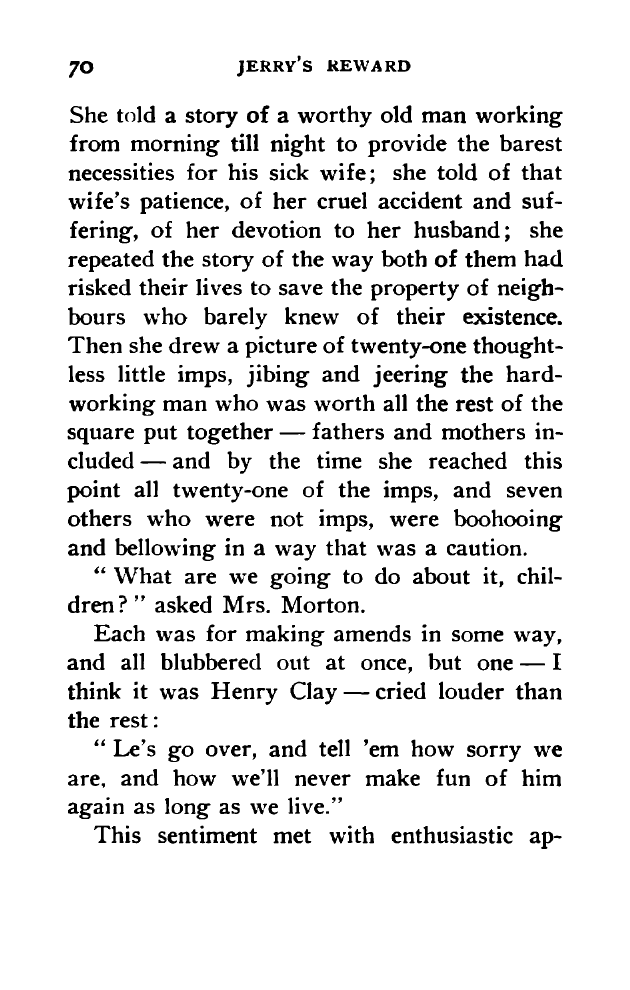 70 JERRY'S REWARD
She told a story of a worthy old man working
from morning till night to provide the barest
necessities for his sick wife; she told of that
wife's patience, of her cruel accident and suf-
fering, of her devotion to her husband; she
repeated the story of the way both of them had
risked their lives to save the property of neigh-
bours who barely knew of their existence.
Then she drew a picture of twenty-one thought-
less little imps, jibing and jeering the hard-
working man who was worth all the rest of the
square put together — fathers and mothers in-
cluded — and by the time she reached this
point all twenty-one of the imps, and seven
others who were not imps, were boohooing
and bellowing in a way that was a caution.
" What are we going to do about it, chil-
dren? " asked Mrs. Morton.
Each was for making amends in some way,
and all blubbered out at once, but one — I
think it was Henry Clay — cried louder than
the rest:
" Le's go over, and tell 'em how sorry we
are, and how we'll never make fun of him
again as long as we live."
This sentiment met with enthusiastic ap-